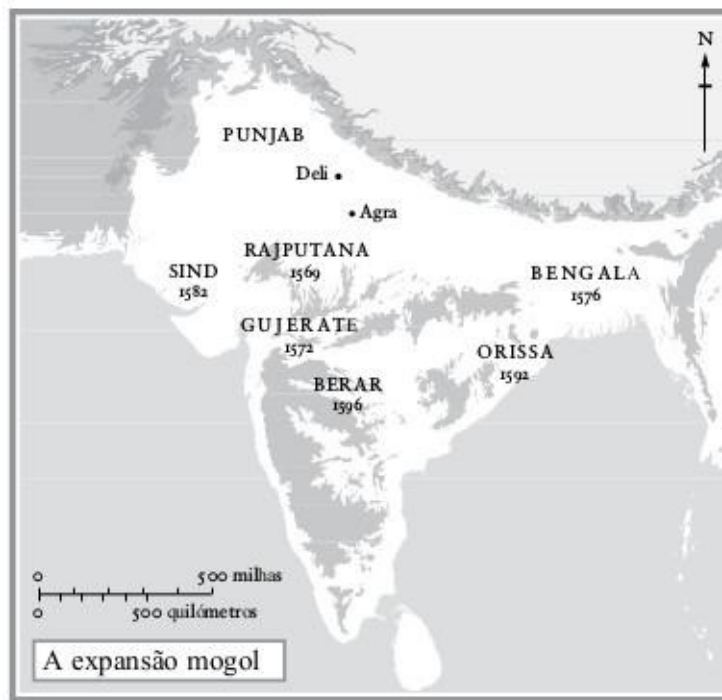 N
PUNJAB
Deli
Agra
RAJPUTANA
1569
SIND
1582
BENGALA
1576
GUJERATE
1572
ORISSA
1592
BERAR
1596
0 500 milhas
0 500 quilómetros
A expansão mogol